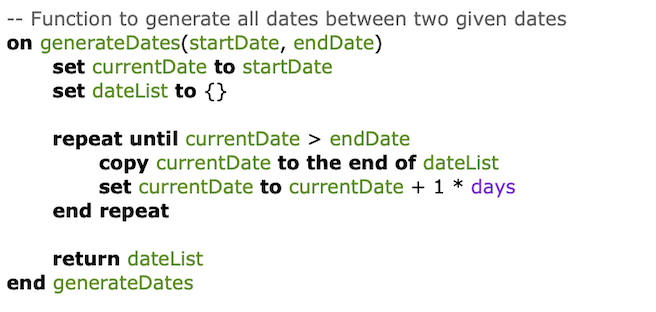 -- Function to generate all dates between two given dates
on generateDates(startDate, endDate)
set currentDate to startDate
set dateList to {}
repeat until currentDate > endDate
copy currentDate to the end of dateList
set currentDate to currentDate + 1 * days
end repeat
return dateList
end generateDates